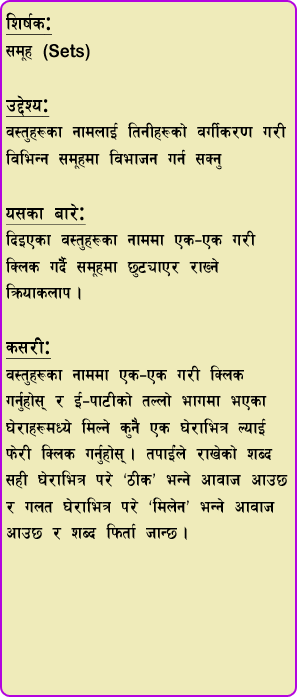 शिर्षक:
समूह (Sets)
उद्देश्य:
वस्तुहरूका नामलाई तिनीहरूको वर्गीकरण गरी
बिभिन्न समूहमा विभाजन गर्न सक्नु
यसका बारे:
दिइएका वस्तुहरूका नाममा एक-एक गरी
क्लिक गर्दै समूहमा छुट्याएर राख्ने
क्रियाकलाप ।
कसरी:
वस्तुहरूका नाममा एक-एक गरी क्लिक
गर्नुहोस् र ई-पाटीको तल्लो भागमा भएका
घेराहरूमध्ये मिल्ने कुनै एक घेराभित्र ल्याई
फेरी क्लिक गर्नुहोस् । तपाईंले राखेको शब्द
सही घेराभित्र परे ‘ठीक’ भन्ने आवाज आउछ
र गलत घेराभित्र परे ‘मिलेन’ भन्ने आवाज
आउछ र शब्द फिर्ता जान्छ ।